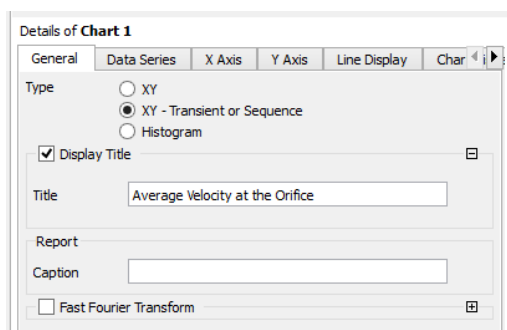 Details of Chart 1
General Data Series X Axis Y Axis Line Display Char
Type
XY
XY - Transient or Sequence
Histogram
Display Title
Title Average Velocity at the Orifice
Report
Caption
Fast Fourier Transform